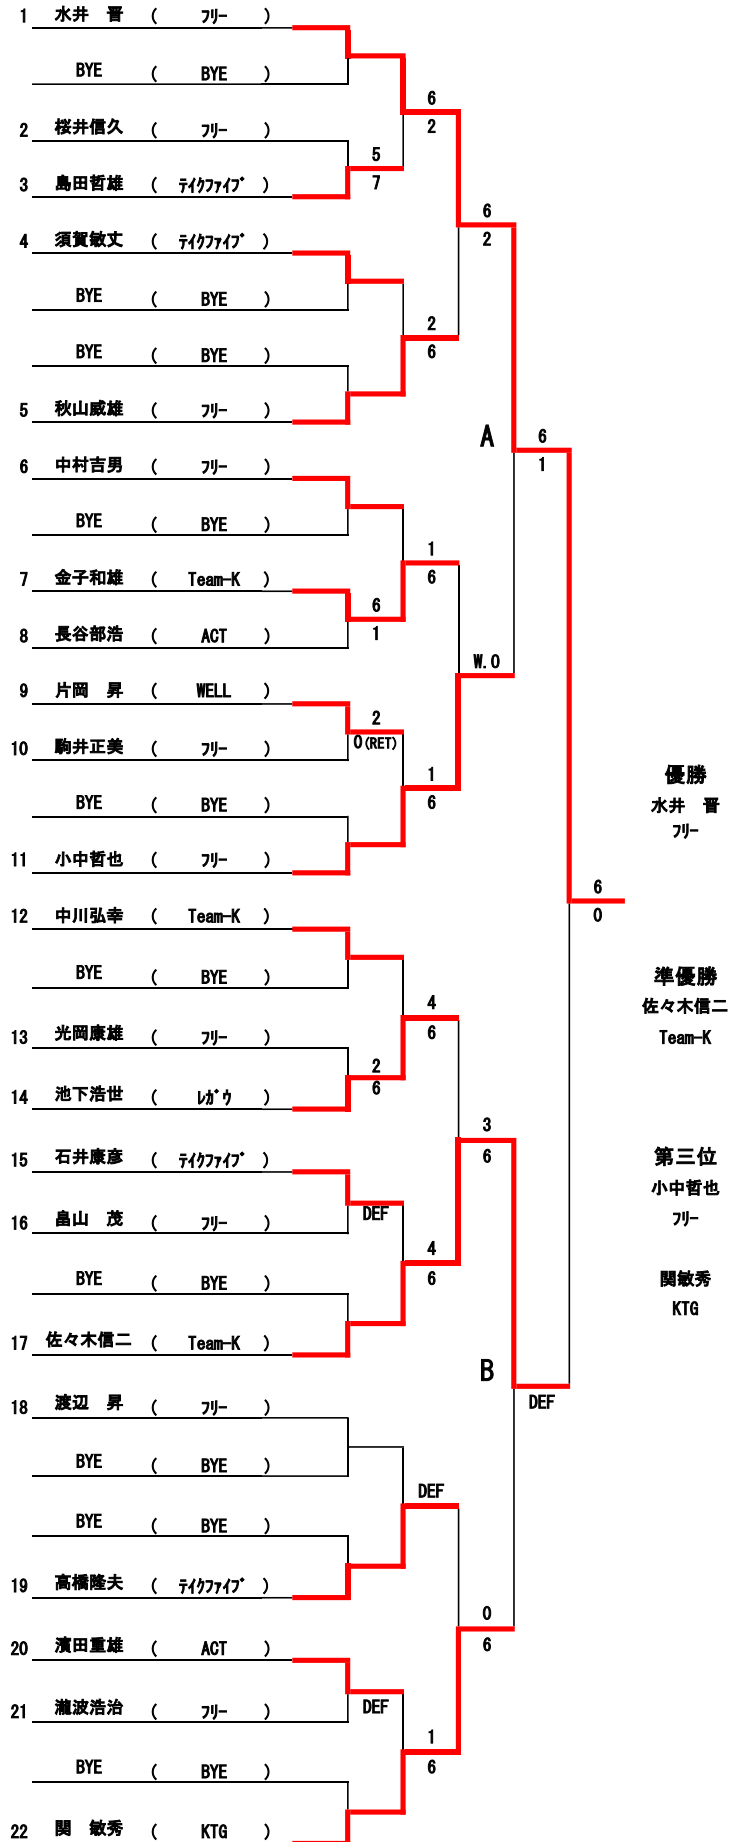 1 水井　晋 ( ﾌﾘｰ )
BYE ( BYE )
6
2
2 桜井信久 ( ﾌﾘｰ )
5
7
3 島田哲雄 ( ﾃｲｸﾌｧｲﾌﾞ )
6
2
4 須賀敏丈 ( ﾃｲｸﾌｧｲﾌﾞ )
BYE ( BYE )
2
6
BYE ( BYE )
5 秋山威雄 ( ﾌﾘｰ )
A
6
1
6 中村吉男 ( ﾌﾘｰ )
BYE ( BYE )
1
6
7 金子和雄 ( Team-K )
6
1
8 長谷部浩 ( ACT )
W.O
9 片岡　昇 ( WELL )
2
0(RET)
10 駒井正美 ( ﾌﾘｰ )
1
6
BYE ( BYE )
11 小中哲也 ( ﾌﾘｰ )
優勝
水井　晋
ﾌﾘｰ
6
0
12 中川弘幸 ( Team-K )
BYE ( BYE )
4
6
13 光岡康雄 ( ﾌﾘｰ )
2
6
14 池下浩世 ( ﾚｶﾞｳ )
準優勝
佐々木信二
Team-K
3
6
15 石井康彦 ( ﾃｲｸﾌｧｲﾌﾞ )
DEF
16 畠山　茂 ( ﾌﾘｰ )
4
6
BYE ( BYE )
17 佐々木信二 ( Team-K )
第三位
小中哲也
ﾌﾘｰ
関敏秀
KTG
B
DEF
18 渡辺　昇 ( ﾌﾘｰ )
BYE ( BYE )
DEF
BYE ( BYE )
19 高橋隆夫 ( ﾃｲｸﾌｧｲﾌﾞ )
0
6
20 濱田重雄 ( ACT )
DEF
21 瀧波浩治 ( ﾌﾘｰ )
1
6
BYE ( BYE )
22 関　敏秀 ( KTG )